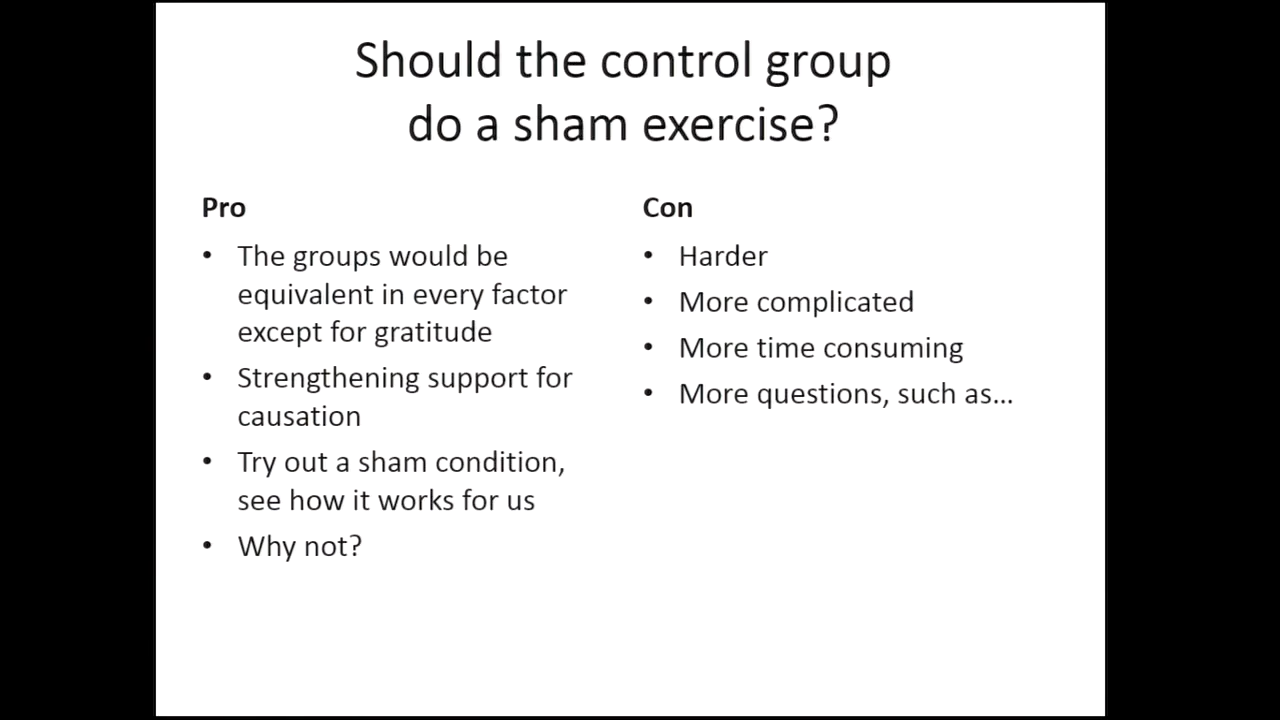 Should the control group
do a sham exercise?
Pro
• The groups would be
equivalent in every factor
except for gratitude
• Strengthening support for
causation
• Try out a sham condition,
see how it works for us
• Why not?
Con
• Harder
• More complicated
• More time consuming
• More questions, such as...